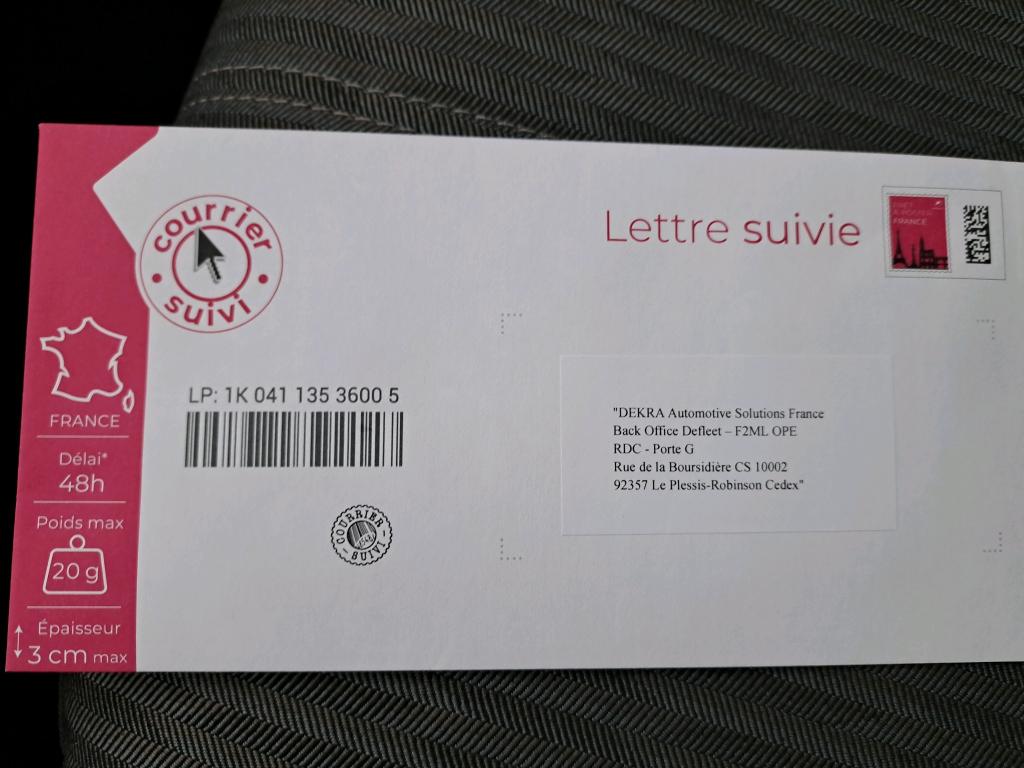 courrier
suivi
Lettre suivie
PRÊT
À POSTER
FRANCE
FRANCE
Délai*
48h
Poids max
20 g
Épaisseur
3 cm max
LP: 1K 041 135 3600 5
COURRIER
SUIVI
"DEKRA Automotive Solutions France
Back Office Defleet – F2ML OPE
RDC - Porte G
Rue de la Boursidière CS 10002
92357 Le Plessis-Robinson Cedex"